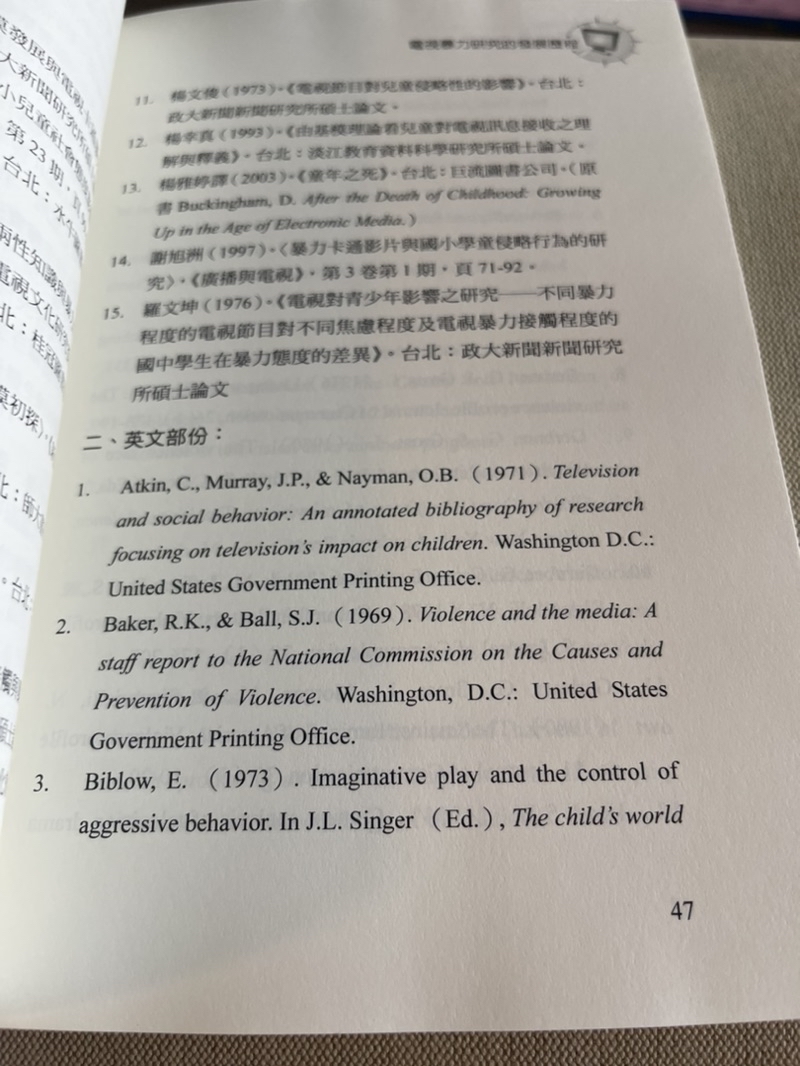 電視暴力研究的發展歷程
11. 楊文俊（1973）。《電視節目對兒童侵略性的影響》。台北：
政大新聞新聞研究所碩士論文。
12. 楊幸真（1993）。《由基模理論看兒童對電視訊息接收之理
解與釋義》。台北：淡江教育資料科學研究所碩士論文。
13. 楊雅婷譯（2003）。《童年之死》。台北：巨流圖書公司。（原
書 Buckingham, D. After the Death of Childhood: Growing
Up in the Age of Electronic Media.）
14. 謝旭洲（1997）。〈暴力卡通影片與國小學童侵略行為的研
究〉。《廣播與電視》，第 3 卷第 1 期，頁 71-92。
15. 羅文坤（1976）。《電視對青少年影響之研究——不同暴力
程度的電視節目對不同焦慮程度及電視暴力接觸程度的
國中學生在暴力態度的差異》。台北：政大新聞新聞研究
所碩士論文
二、英文部份：
1. Atkin, C., Murray, J.P., & Nayman, O.B. （1971）. Television
and social behavior: An annotated bibliography of research
focusing on television's impact on children. Washington D.C.:
United States Government Printing Office.
2. Baker, R.K., & Ball, S.J. （1969）. Violence and the media: A
staff report to the National Commission on the Causes and
Prevention of Violence. Washington, D.C.: United States
Government Printing Office.
3. Biblow, E. （1973）. Imaginative play and the control of
aggressive behavior. In J.L. Singer （Ed.）, The child's world
47